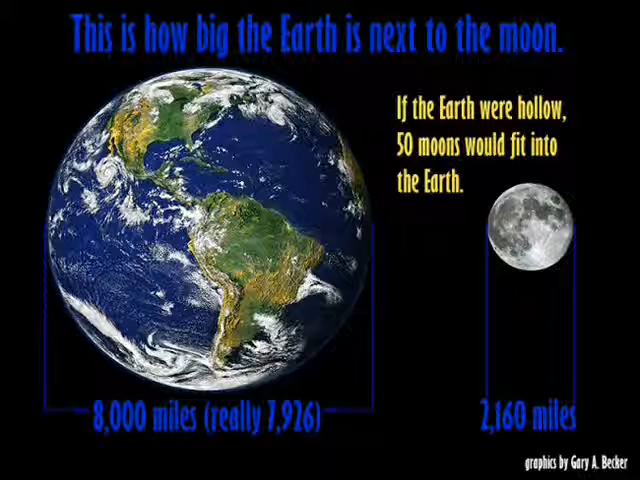 This is how big the Earth is next to the moon.
If the Earth were hollow,
50 moons would fit into
the Earth.
8,000 miles (really 7,926)
2,160 miles
graphics by Gary A. Becker